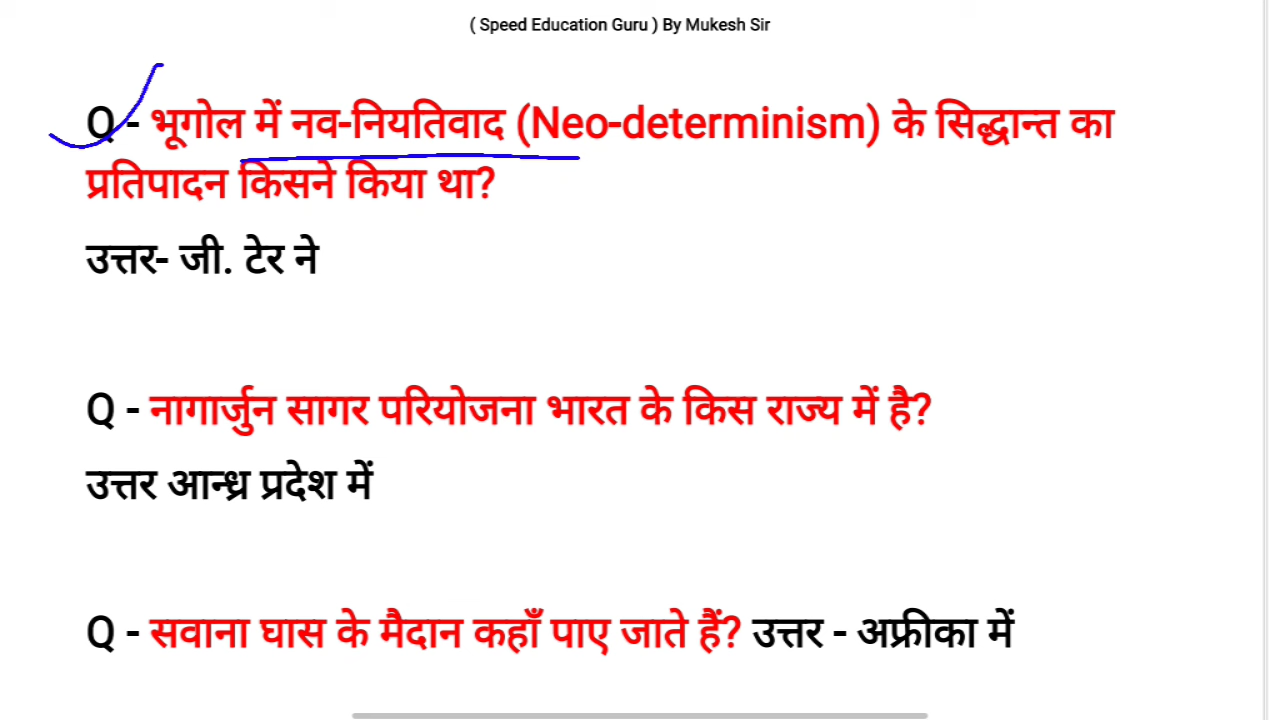 ( Speed Education Guru ) By Mukesh Sir
Q - भूगोल में नव-नियतिवाद (Neo-determinism) के सिद्धान्त का
प्रतिपादन किसने किया था?
उत्तर- जी. टेर ने
Q - नागार्जुन सागर परियोजना भारत के किस राज्य में है?
उत्तर आन्ध्र प्रदेश में
Q - सवाना घास के मैदान कहाँ पाए जाते हैं? उत्तर - अफ्रीका में